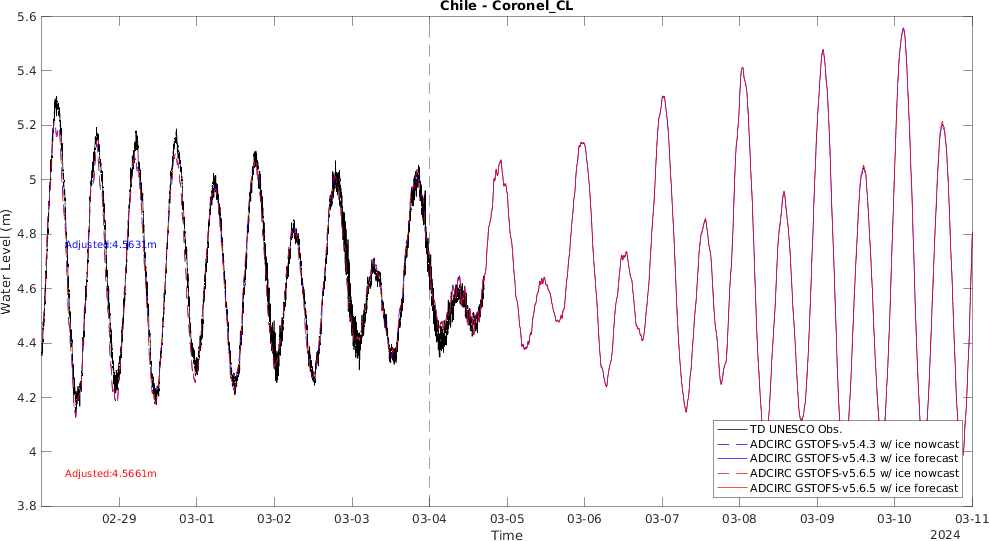 Chile - Coronel_CL
5.6
5.4
5.2
5
4.8
4.6
4.4
4.2
4
3.8
Water Level (m)
Adjusted:4.5631m
Adjusted:4.5661m
TD UNESCO Obs.
ADCIRC GSTOFS-v5.4.3 w/ ice nowcast
ADCIRC GSTOFS-v5.4.3 w/ ice forecast
ADCIRC GSTOFS-v5.6.5 w/ ice nowcast
ADCIRC GSTOFS-v5.6.5 w/ ice forecast
02-29 03-01 03-02 03-03 03-04 03-05 03-06 03-07 03-08 03-09 03-10 03-11
Time
2024